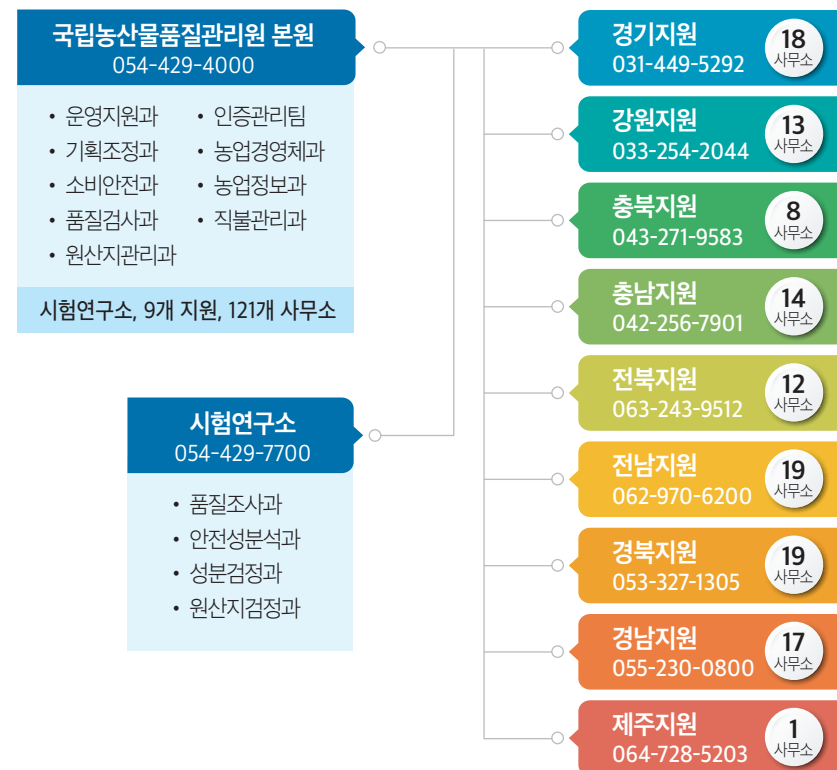 국립농산물품질관리원 본원
054-429-4000
• 운영지원과
• 기획조정과
• 소비안전과
• 품질검사과
• 원산지관리과
• 인증관리팀
• 농업경영체과
• 농업정보과
• 직불관리과
시험연구소, 9개 지원, 121개 사무소
시험연구소
054-429-7700
• 품질조사과
• 안전성분석과
• 성분검정과
• 원산지검정과
경기지원
031-449-5292
18
사무소
강원지원
033-254-2044
13
사무소
충북지원
043-271-9583
8
사무소
충남지원
042-256-7901
14
사무소
전북지원
063-243-9512
12
사무소
전남지원
062-970-6200
19
사무소
경북지원
053-327-1305
19
사무소
경남지원
055-230-0800
17
사무소
제주지원
064-728-5203
1
사무소